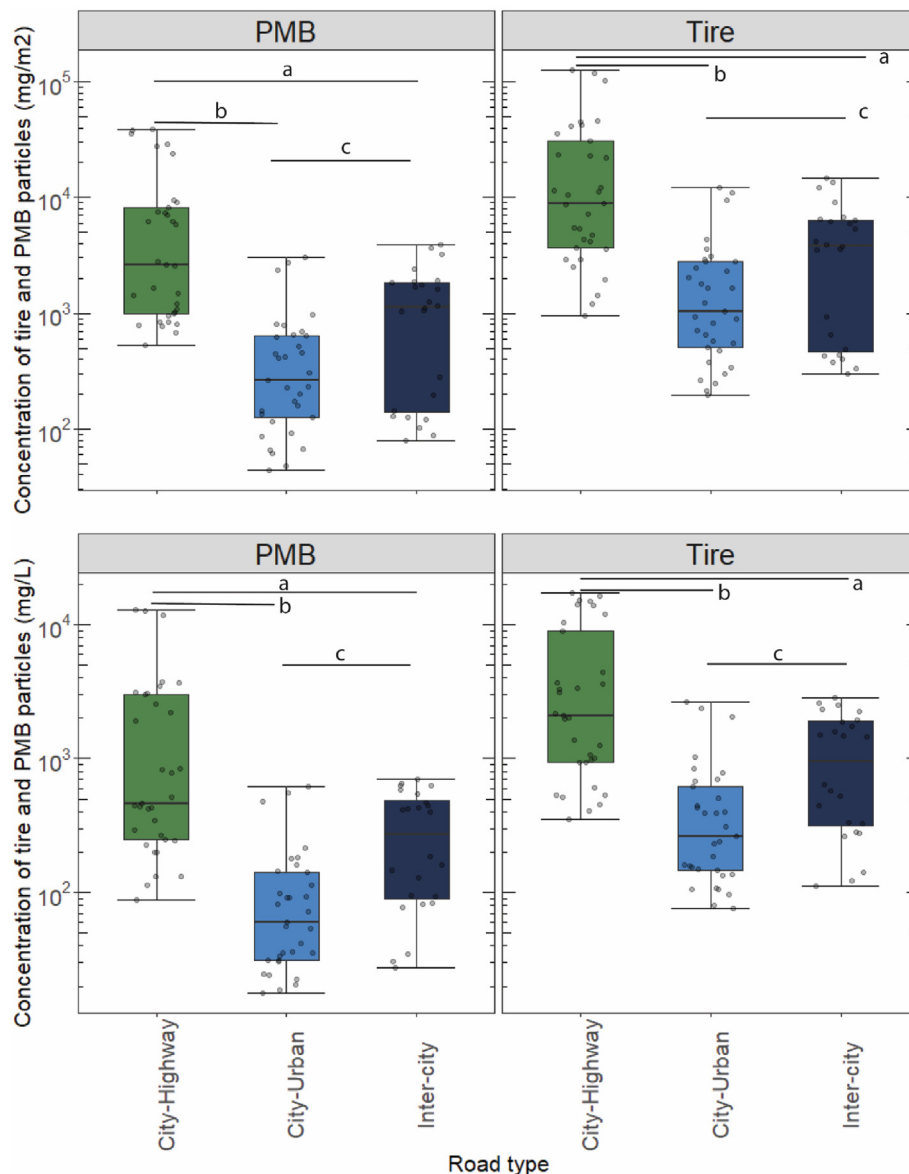 PMB
Tire
Concentration of tire and PMB particles (mg/m2)
10^5
10^4
10^3
10^2
a
b
c
a
b
c
PMB
Tire
Concentration of tire and PMB particles (mg/L)
10^4
10^3
10^2
a
b
c
a
b
c
City-Highway
City-Urban
Inter-city
City-Highway
City-Urban
Inter-city
Road type